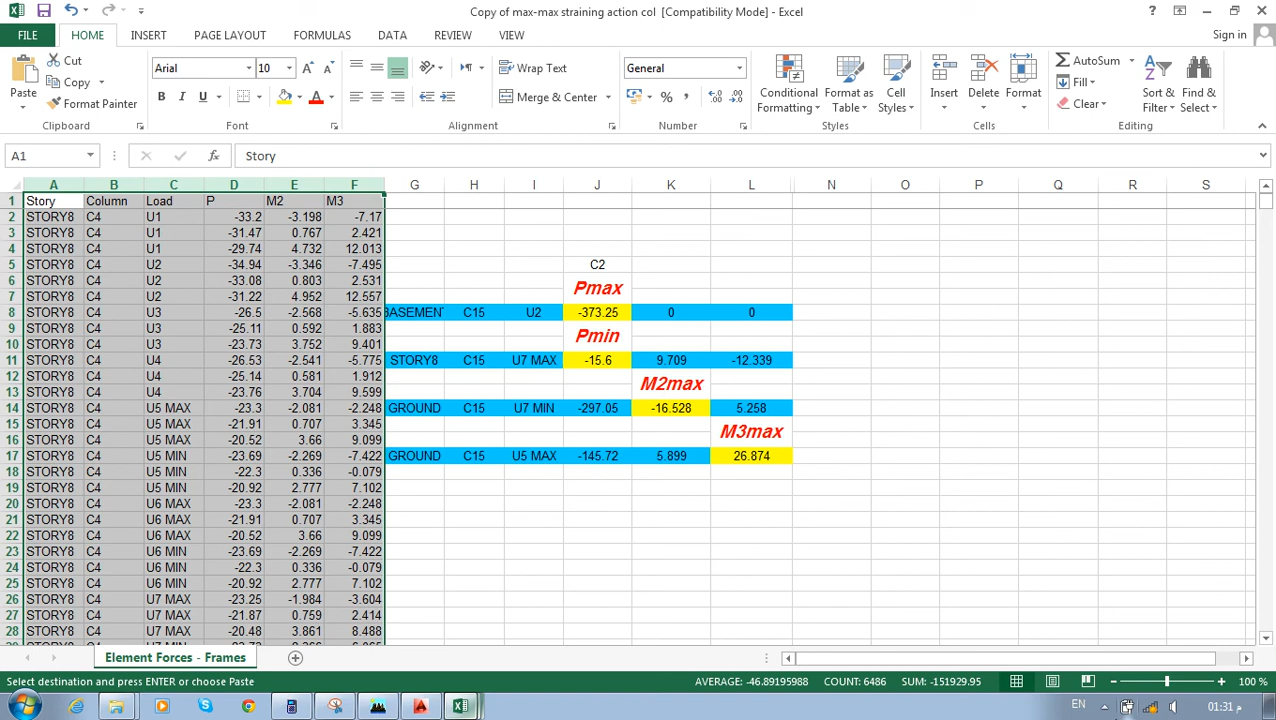 Copy of max-max straining action col [Compatibility Mode] - Excel
FILE HOME INSERT PAGE LAYOUT FORMULAS DATA REVIEW VIEW Sign in
Paste Cut Copy Format Painter Clipboard
Arial 10 A A B I U A Font
Wrap Text Merge & Center Alignment
General % , Number
Conditional Formatting Format as Table Cell Styles Styles
Insert Delete Format Cells
AutoSum Fill Clear Sort & Filter Find & Select Editing
A1 fx Story
A B C D E F G H I J K L N O P Q R S
1 Story Column Load P M2 M3
2 STORY8 C4 U1 -33.2 -3.198 -7.17
3 STORY8 C4 U1 -31.47 0.767 2.421
4 STORY8 C4 U1 -29.74 4.732 12.013
5 STORY8 C4 U2 -34.94 -3.346 -7.495 C2
6 STORY8 C4 U2 -33.08 0.803 2.531 Pmax
7 STORY8 C4 U2 -31.22 4.952 12.557
8 STORY8 C4 U3 -26.5 -2.568 -5.635 BASEMENT C15 U2 -373.25 0 0
9 STORY8 C4 U3 -25.11 0.592 1.883 Pmin
10 STORY8 C4 U3 -23.73 3.752 9.401
11 STORY8 C4 U4 -26.53 -2.541 -5.775 STORY8 C15 U7 MAX -15.6 9.709 -12.339
12 STORY8 C4 U4 -25.14 0.581 1.912 M2max
13 STORY8 C4 U4 -23.76 3.704 9.599
14 STORY8 C4 U5 MAX -23.3 -2.081 -2.248 GROUND C15 U7 MIN -297.05 -16.528 5.258
15 STORY8 C4 U5 MAX -21.91 0.707 3.345 M3max
16 STORY8 C4 U5 MAX -20.52 3.66 9.099
17 STORY8 C4 U5 MIN -23.69 -2.269 -7.422 GROUND C15 U5 MAX -145.72 5.899 26.874
18 STORY8 C4 U5 MIN -22.3 0.336 -0.079
19 STORY8 C4 U5 MIN -20.92 2.777 7.102
20 STORY8 C4 U6 MAX -23.3 -2.081 -2.248
21 STORY8 C4 U6 MAX -21.91 0.707 3.345
22 STORY8 C4 U6 MAX -20.52 3.66 9.099
23 STORY8 C4 U6 MIN -23.69 -2.269 -7.422
24 STORY8 C4 U6 MIN -22.3 0.336 -0.079
25 STORY8 C4 U6 MIN -20.92 2.777 7.102
26 STORY8 C4 U7 MAX -23.25 -1.984 -3.604
27 STORY8 C4 U7 MAX -21.87 0.759 2.414
28 STORY8 C4 U7 MAX -20.48 3.861 8.488
Element Forces - Frames
Select destination and press ENTER or choose Paste AVERAGE: -46.89195988 COUNT: 6486 SUM: -151929.95 100 %
EN 01:31 م